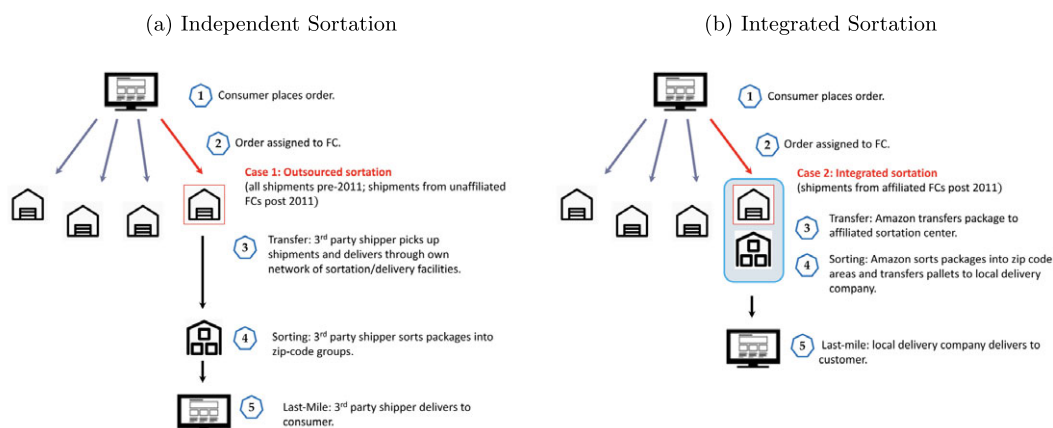 (a) Independent Sortation
1 Consumer places order.
2 Order assigned to FC.
Case 1: Outsourced sortation
(all shipments pre-2011; shipments from unaffiliated
FCs post 2011)
3 Transfer: 3rd party shipper picks up
shipments and delivers through own
network of sortation/delivery facilities.
4 Sorting: 3rd party shipper sorts packages into
zip-code groups.
5 Last-Mile: 3rd party shipper delivers to
consumer.
(b) Integrated Sortation
1 Consumer places order.
2 Order assigned to FC.
Case 2: Integrated sortation
(shipments from affiliated FCs post 2011)
3 Transfer: Amazon transfers package to
affiliated sortation center.
4 Sorting: Amazon sorts packages into zip code
areas and transfers pallets to local delivery
company.
5 Last-mile: local delivery company delivers to
customer.